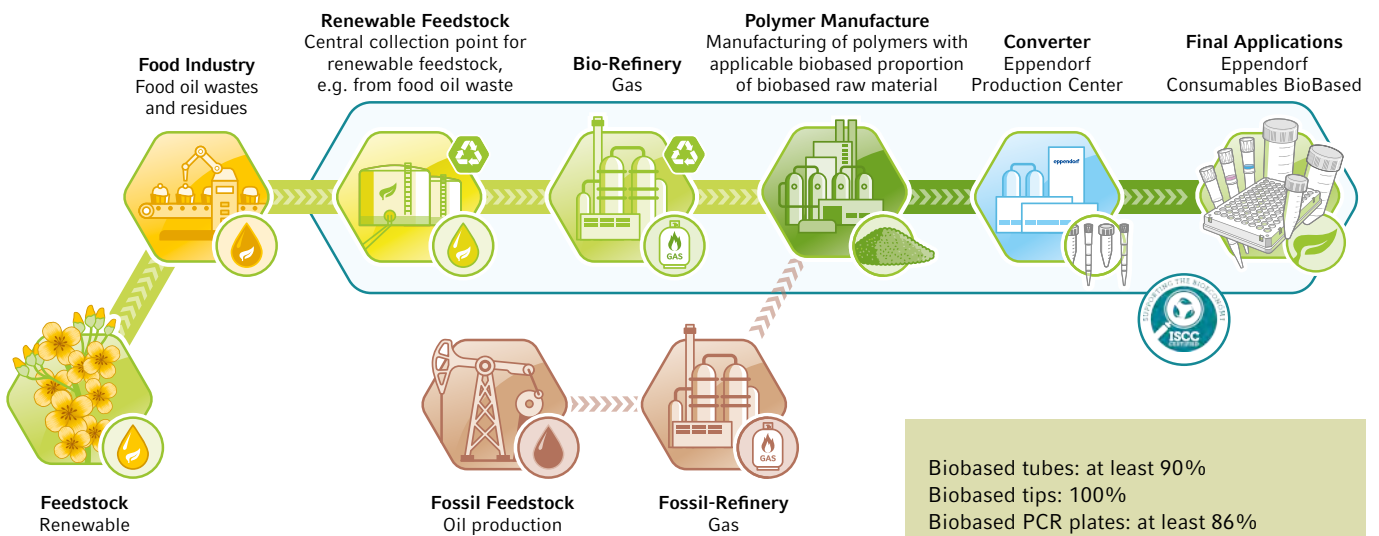 Food Industry
Food oil wastes
and residues
Renewable Feedstock
Central collection point for
renewable feedstock,
e.g. from food oil waste
Bio-Refinery
Gas
Polymer Manufacture
Manufacturing of polymers with
applicable biobased proportion
of biobased raw material
Converter
Eppendorf
Production Center
Final Applications
Eppendorf
Consumables BioBased
eppendorf
GAS
SUPPORTING THE BIOECONOMY
ISCC
CERTIFIED
GAS
Feedstock
Renewable
Fossil Feedstock
Oil production
Fossil-Refinery
Gas
Biobased tubes: at least 90%
Biobased tips: 100%
Biobased PCR plates: at least 86%